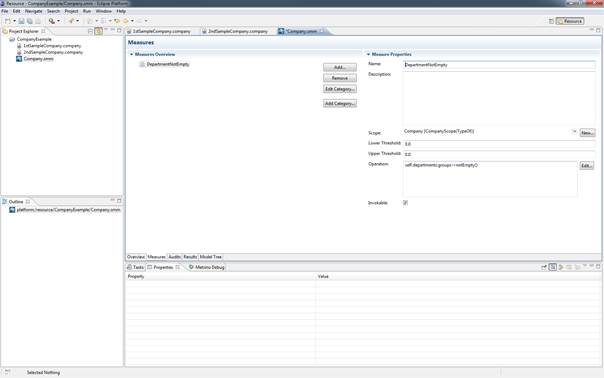 Resource - CompanyExample/Company.smm - Eclipse Platform
File Edit Navigate Search Project Run Window Help
Resource
Project Explorer
1stSampleCompany.company
2ndSampleCompany.company
*Company.smm
CompanyExample
1stSampleCompany.company
2ndSampleCompany.company
Company.smm
Measures
Measures Overview
DepartmentNotEmpty
Add...
Remove
Edit Category...
Add Category...
Measure Properties
Name:
DepartmentNotEmpty
Description:
Scope:
Company [CompanyScope(TypeOf)]
New...
Lower Threshold:
0.0
Upper Threshold:
0.0
Operation:
self.departments.groups->notEmpty()
Edit...
Invokable:
Outline
platform:/resource/CompanyExample/Company.smm
Overview Measures Audits Results Model Tree
Tasks Properties Metrino Debug
Property Value
Selected Nothing